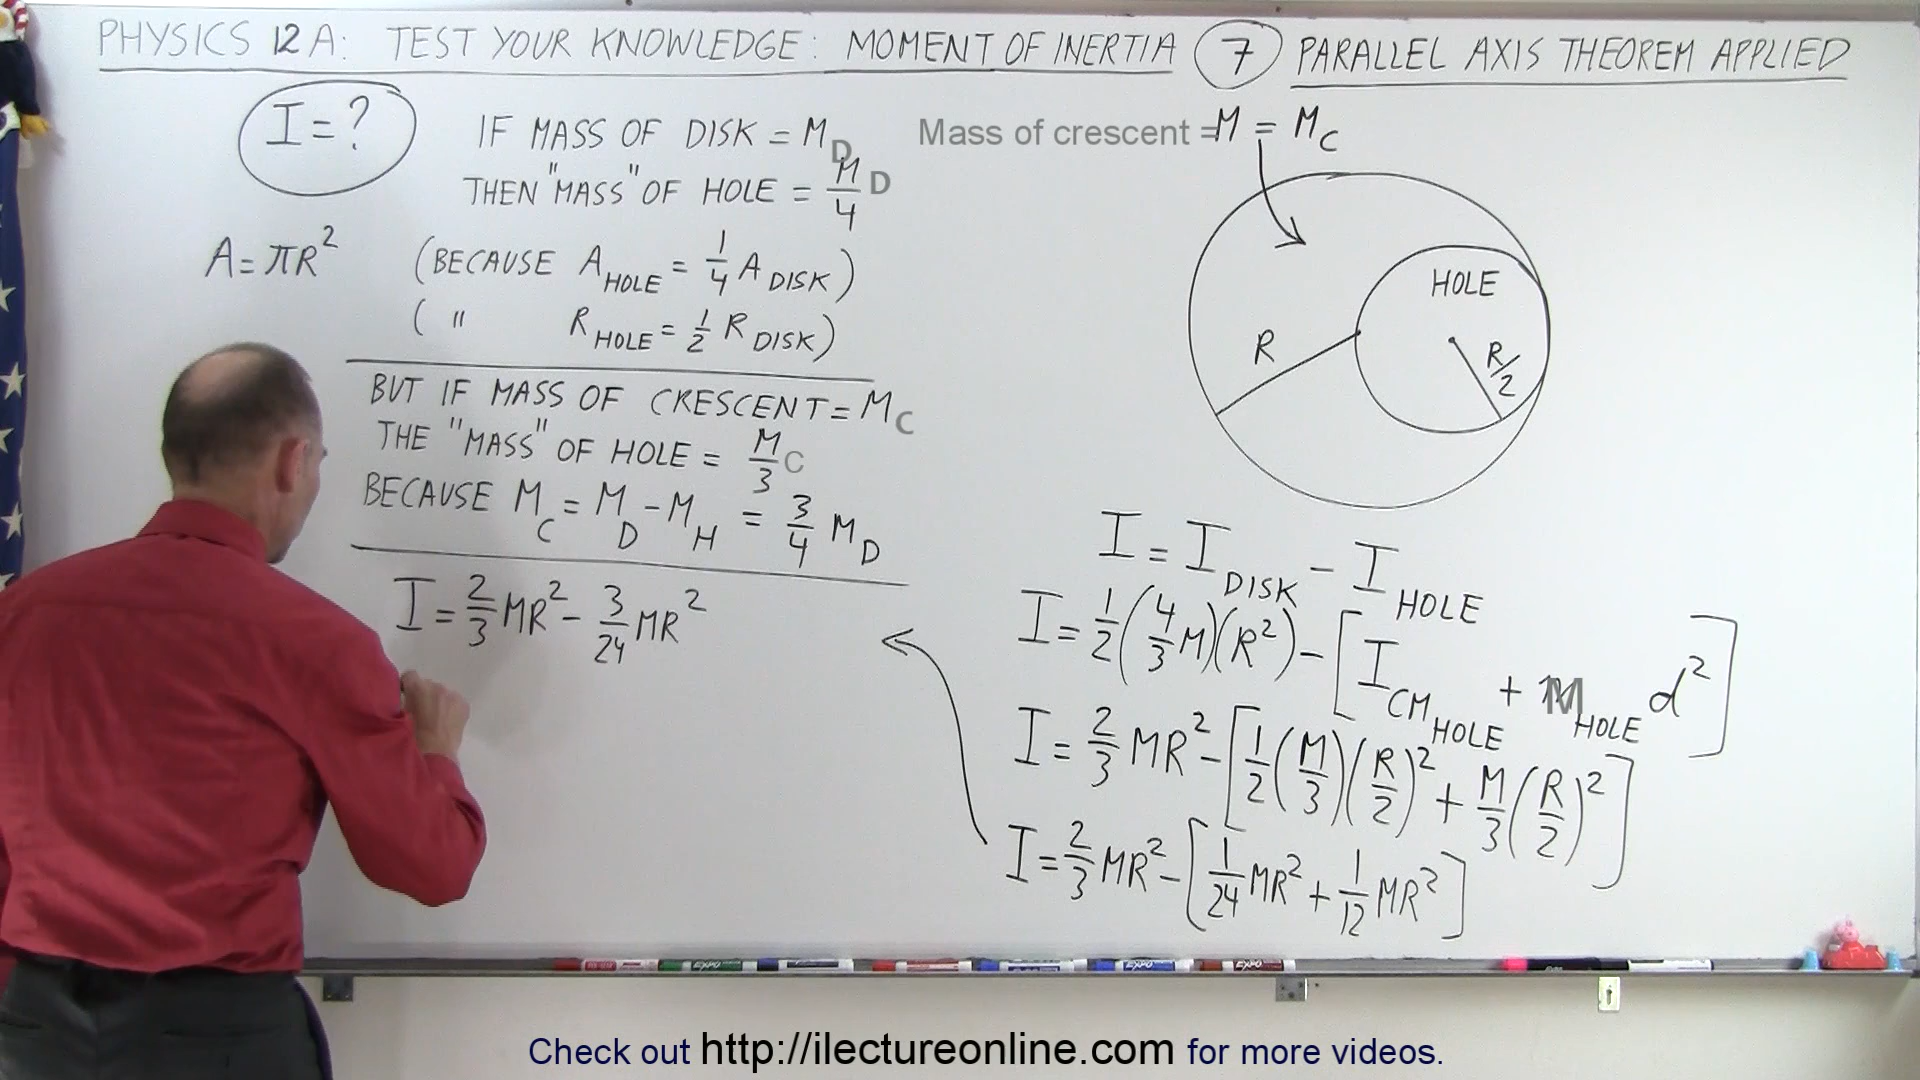 PHYSICS 12A: TEST YOUR KNOWLEDGE: MOMENT OF INERTIA 7 PARALLEL AXIS THEOREM APPLIED
I = ?
IF MASS OF DISK = M_D
THEN "MASS" OF HOLE = M/4 D
A = πR²
(BECAUSE A_HOLE = 1/4 A_DISK)
( " R_HOLE = 1/2 R_DISK)
BUT IF MASS OF CRESCENT = M_C
THE "MASS" OF HOLE = M/3 C
BECAUSE M_C = M_D - M_H = 3/4 M_D
I = 2/3 MR² - 3/24 MR²
Mass of crescent = M = M_C
HOLE
R
R/2
I = I_DISK - I_HOLE
I = 1/2 (4/3 M)(R²) - [I_CM_HOLE + M_HOLE d²]
I = 2/3 MR² - [1/2 (M/3)(R/2)² + M/3 (R/2)²]
I = 2/3 MR² - [1/24 MR² + 1/12 MR²]
EXPO
EXPO
EXPO
Check out http://ilectureonline.com for more videos.